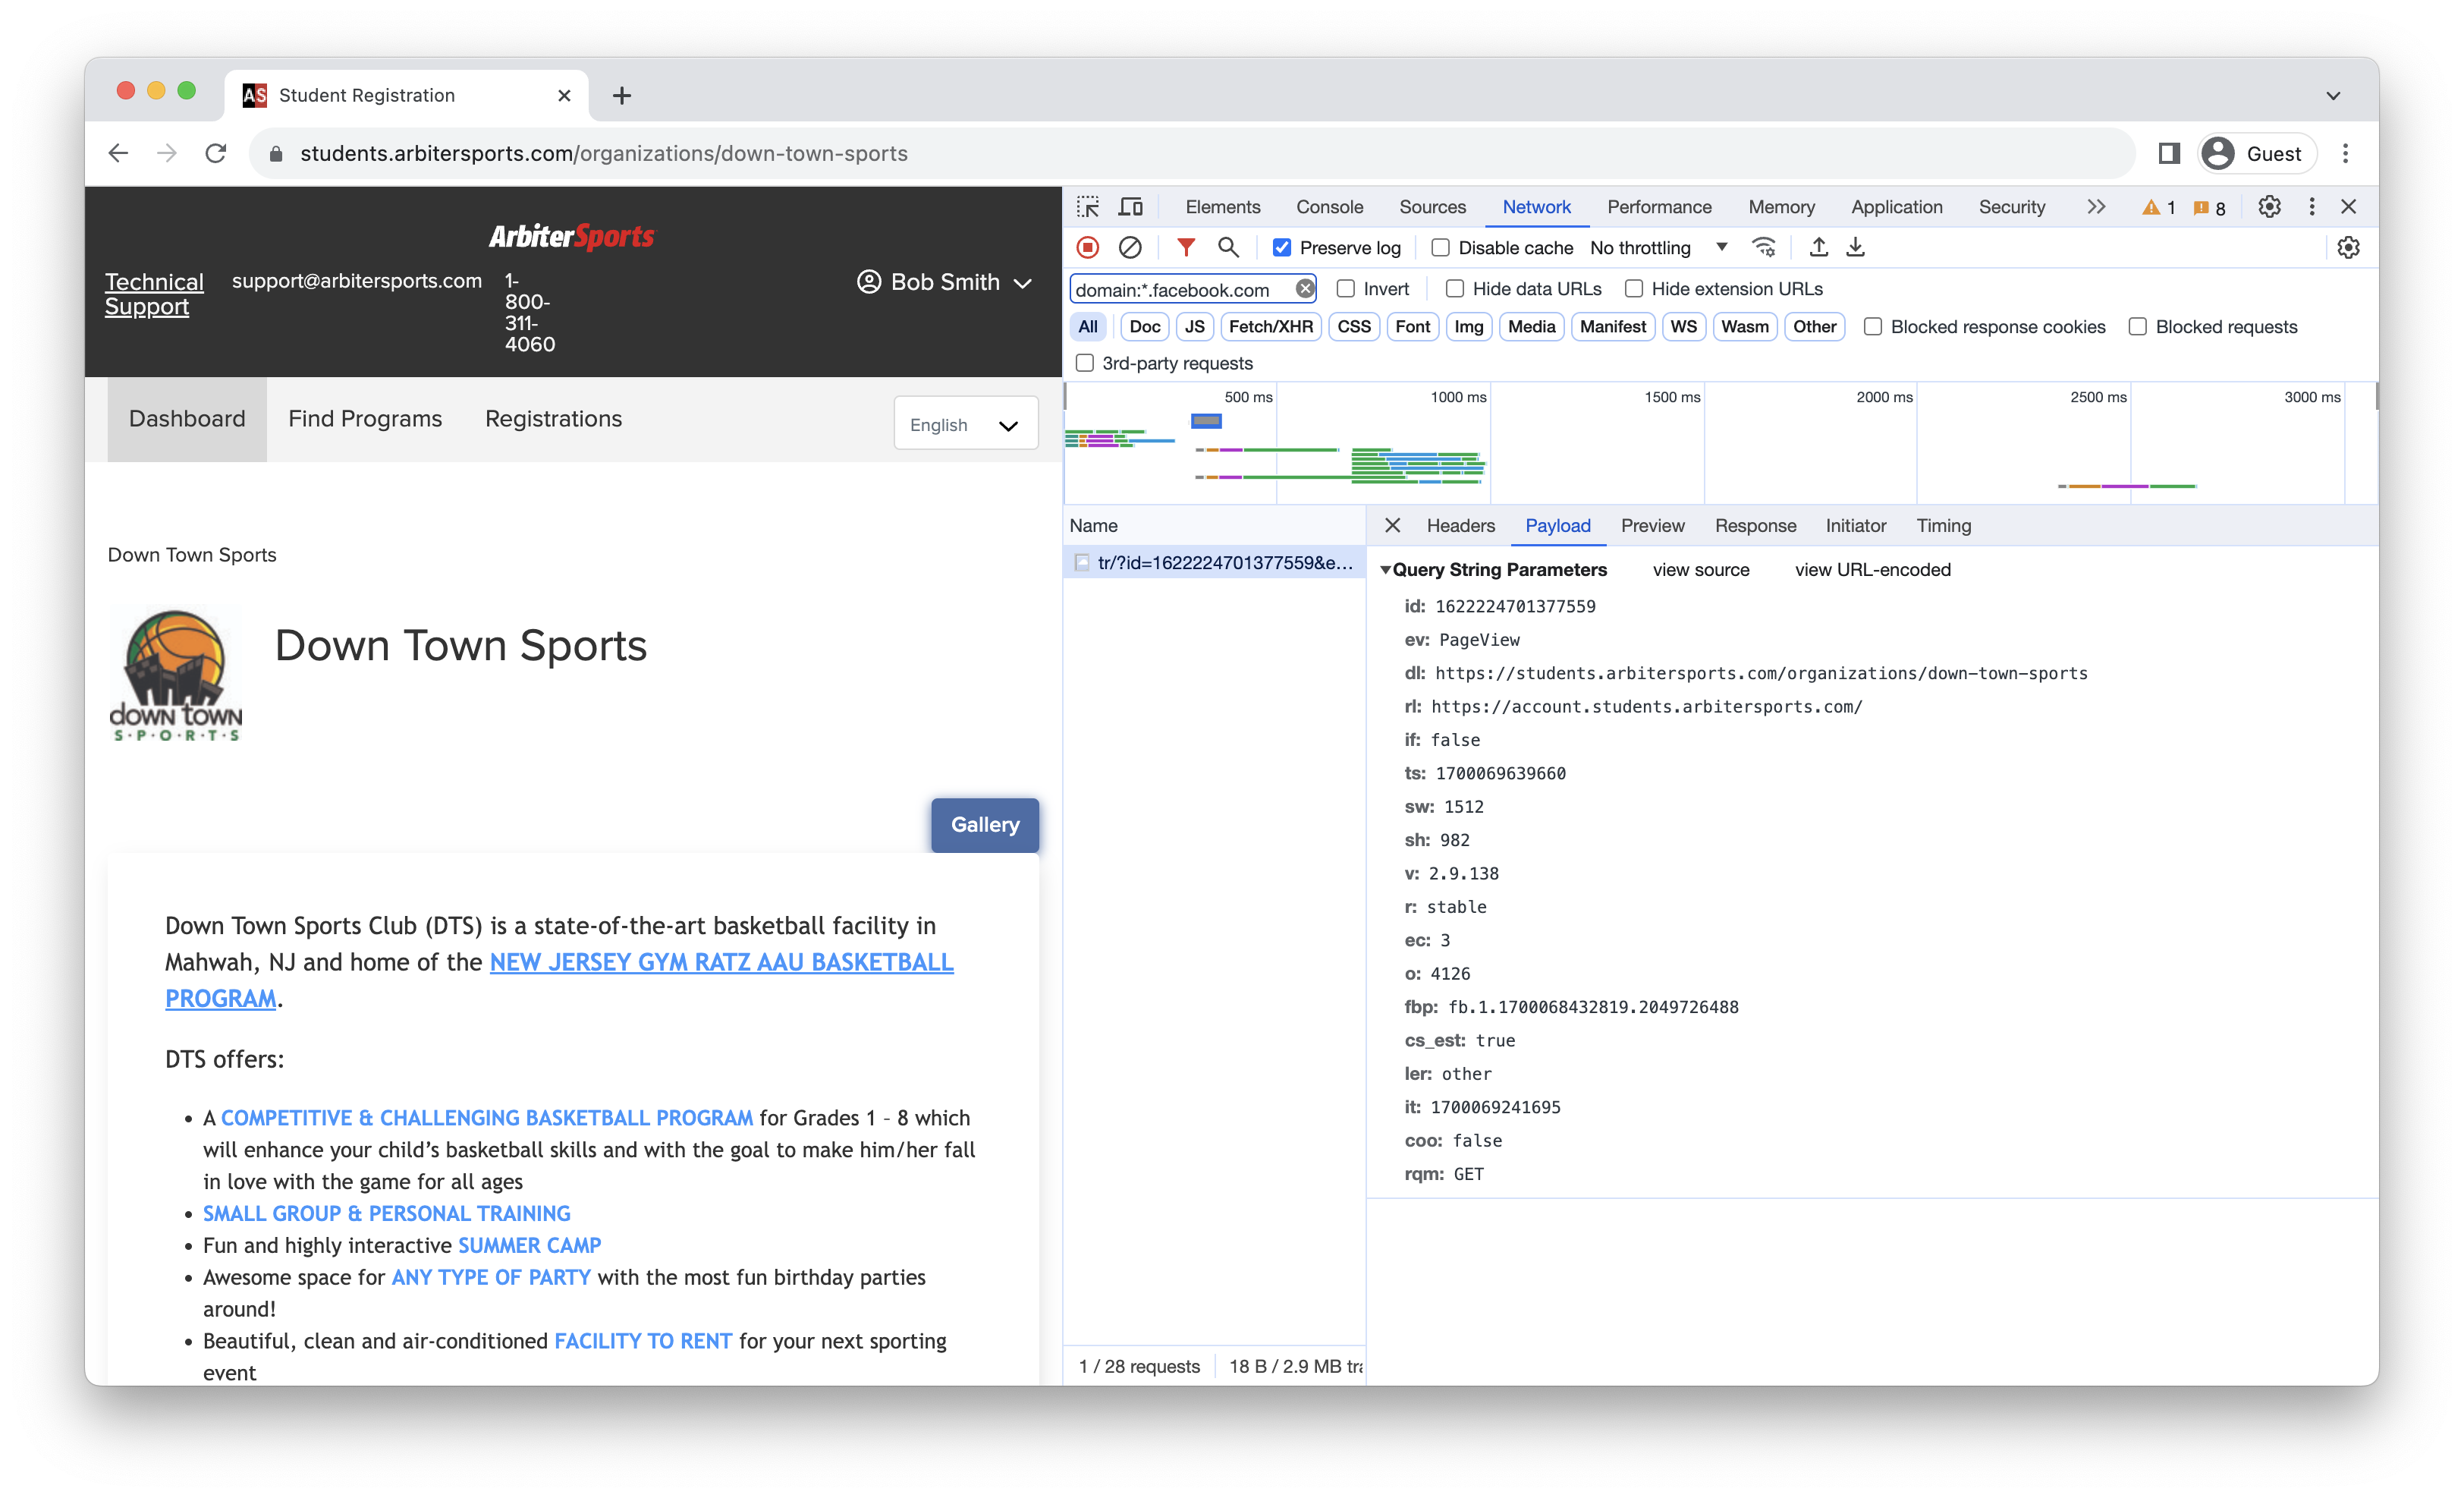 AS Student Registration
students.arbitersports.com/organizations/down-town-sports
Guest
ArbiterSports
Technical
Support
support@arbitersports.com
1-
800-
311-
4060
Bob Smith
Dashboard
Find Programs
Registrations
English
Down Town Sports
down town
S·P·O·R·T·S
Down Town Sports
Gallery
Down Town Sports Club (DTS) is a state-of-the-art basketball facility in
Mahwah, NJ and home of the NEW JERSEY GYM RATZ AAU BASKETBALL
PROGRAM.
DTS offers:
• A COMPETITIVE & CHALLENGING BASKETBALL PROGRAM for Grades 1 - 8 which
will enhance your child’s basketball skills and with the goal to make him/her fall
in love with the game for all ages
• SMALL GROUP & PERSONAL TRAINING
• Fun and highly interactive SUMMER CAMP
• Awesome space for ANY TYPE OF PARTY with the most fun birthday parties
around!
• Beautiful, clean and air-conditioned FACILITY TO RENT for your next sporting
event
Elements Console Sources Network Performance Memory Application Security 1 8
Preserve log Disable cache No throttling
domain:*.facebook.com Invert Hide data URLs Hide extension URLs
All Doc JS Fetch/XHR CSS Font Img Media Manifest WS Wasm Other Blocked response cookies Blocked requests
3rd-party requests
500 ms 1000 ms 1500 ms 2000 ms 2500 ms 3000 ms
Name
tr/?id=1622224701377559&e...
1 / 28 requests 18 B / 2.9 MB
Headers Payload Preview Response Initiator Timing
Query String Parameters view source view URL-encoded
id: 1622224701377559
ev: PageView
dl: https://students.arbitersports.com/organizations/down-town-sports
rl: https://account.students.arbitersports.com/
if: false
ts: 1700069639660
sw: 1512
sh: 982
v: 2.9.138
r: stable
ec: 3
o: 4126
fbp: fb.1.1700068432819.2049726488
cs_est: true
ler: other
it: 1700069241695
coo: false
rqm: GET